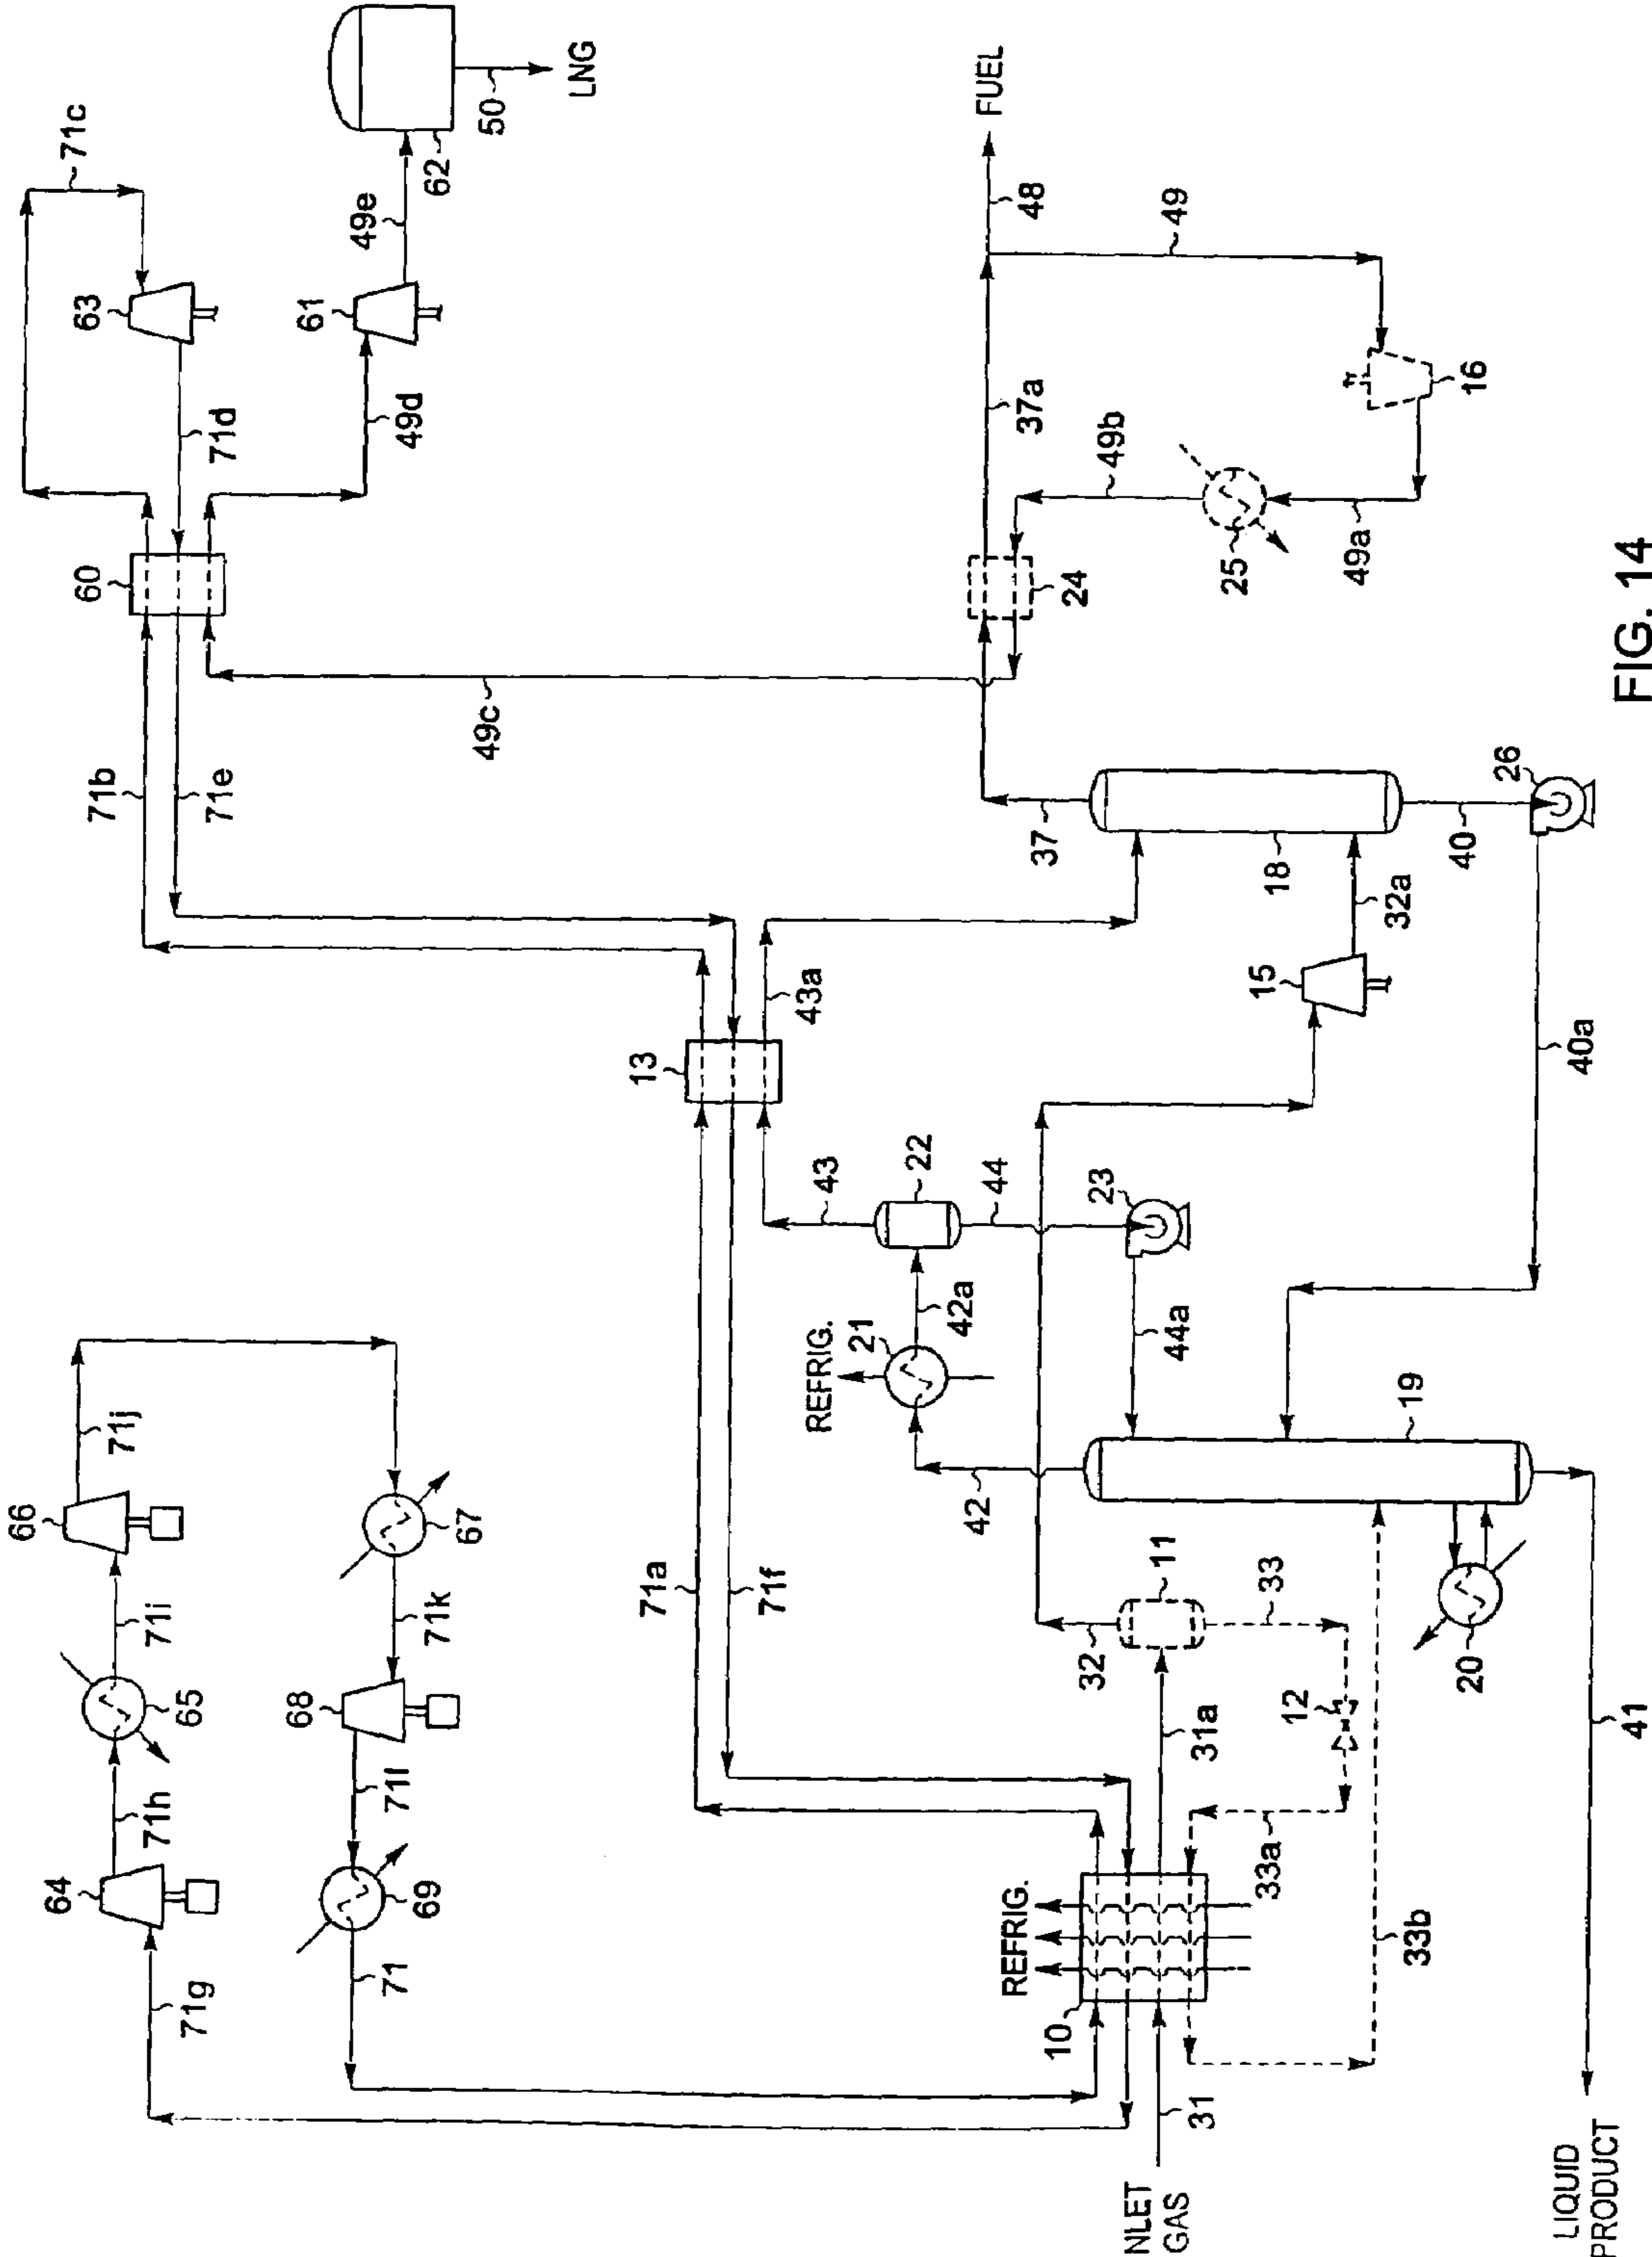 66
71j
64
71h
65
71i
71g
68
71k
67
71l
69
71
71c
63
71d
60
61
49e
62
50
LNG
49d
71b
71e
49c
71a
71f
13
43a
REFRIG.
21
42a
43
22
44
23
44a
42
19
REFRIG.
10
31a
32
11
33
12
33a
33b
20
NLET
GAS
31
37
18
15
32a
40
26
40a
37a
24
49b
25
49a
16
49
48
FUEL
41
LIQUID
PRODUCT
FIG. 14